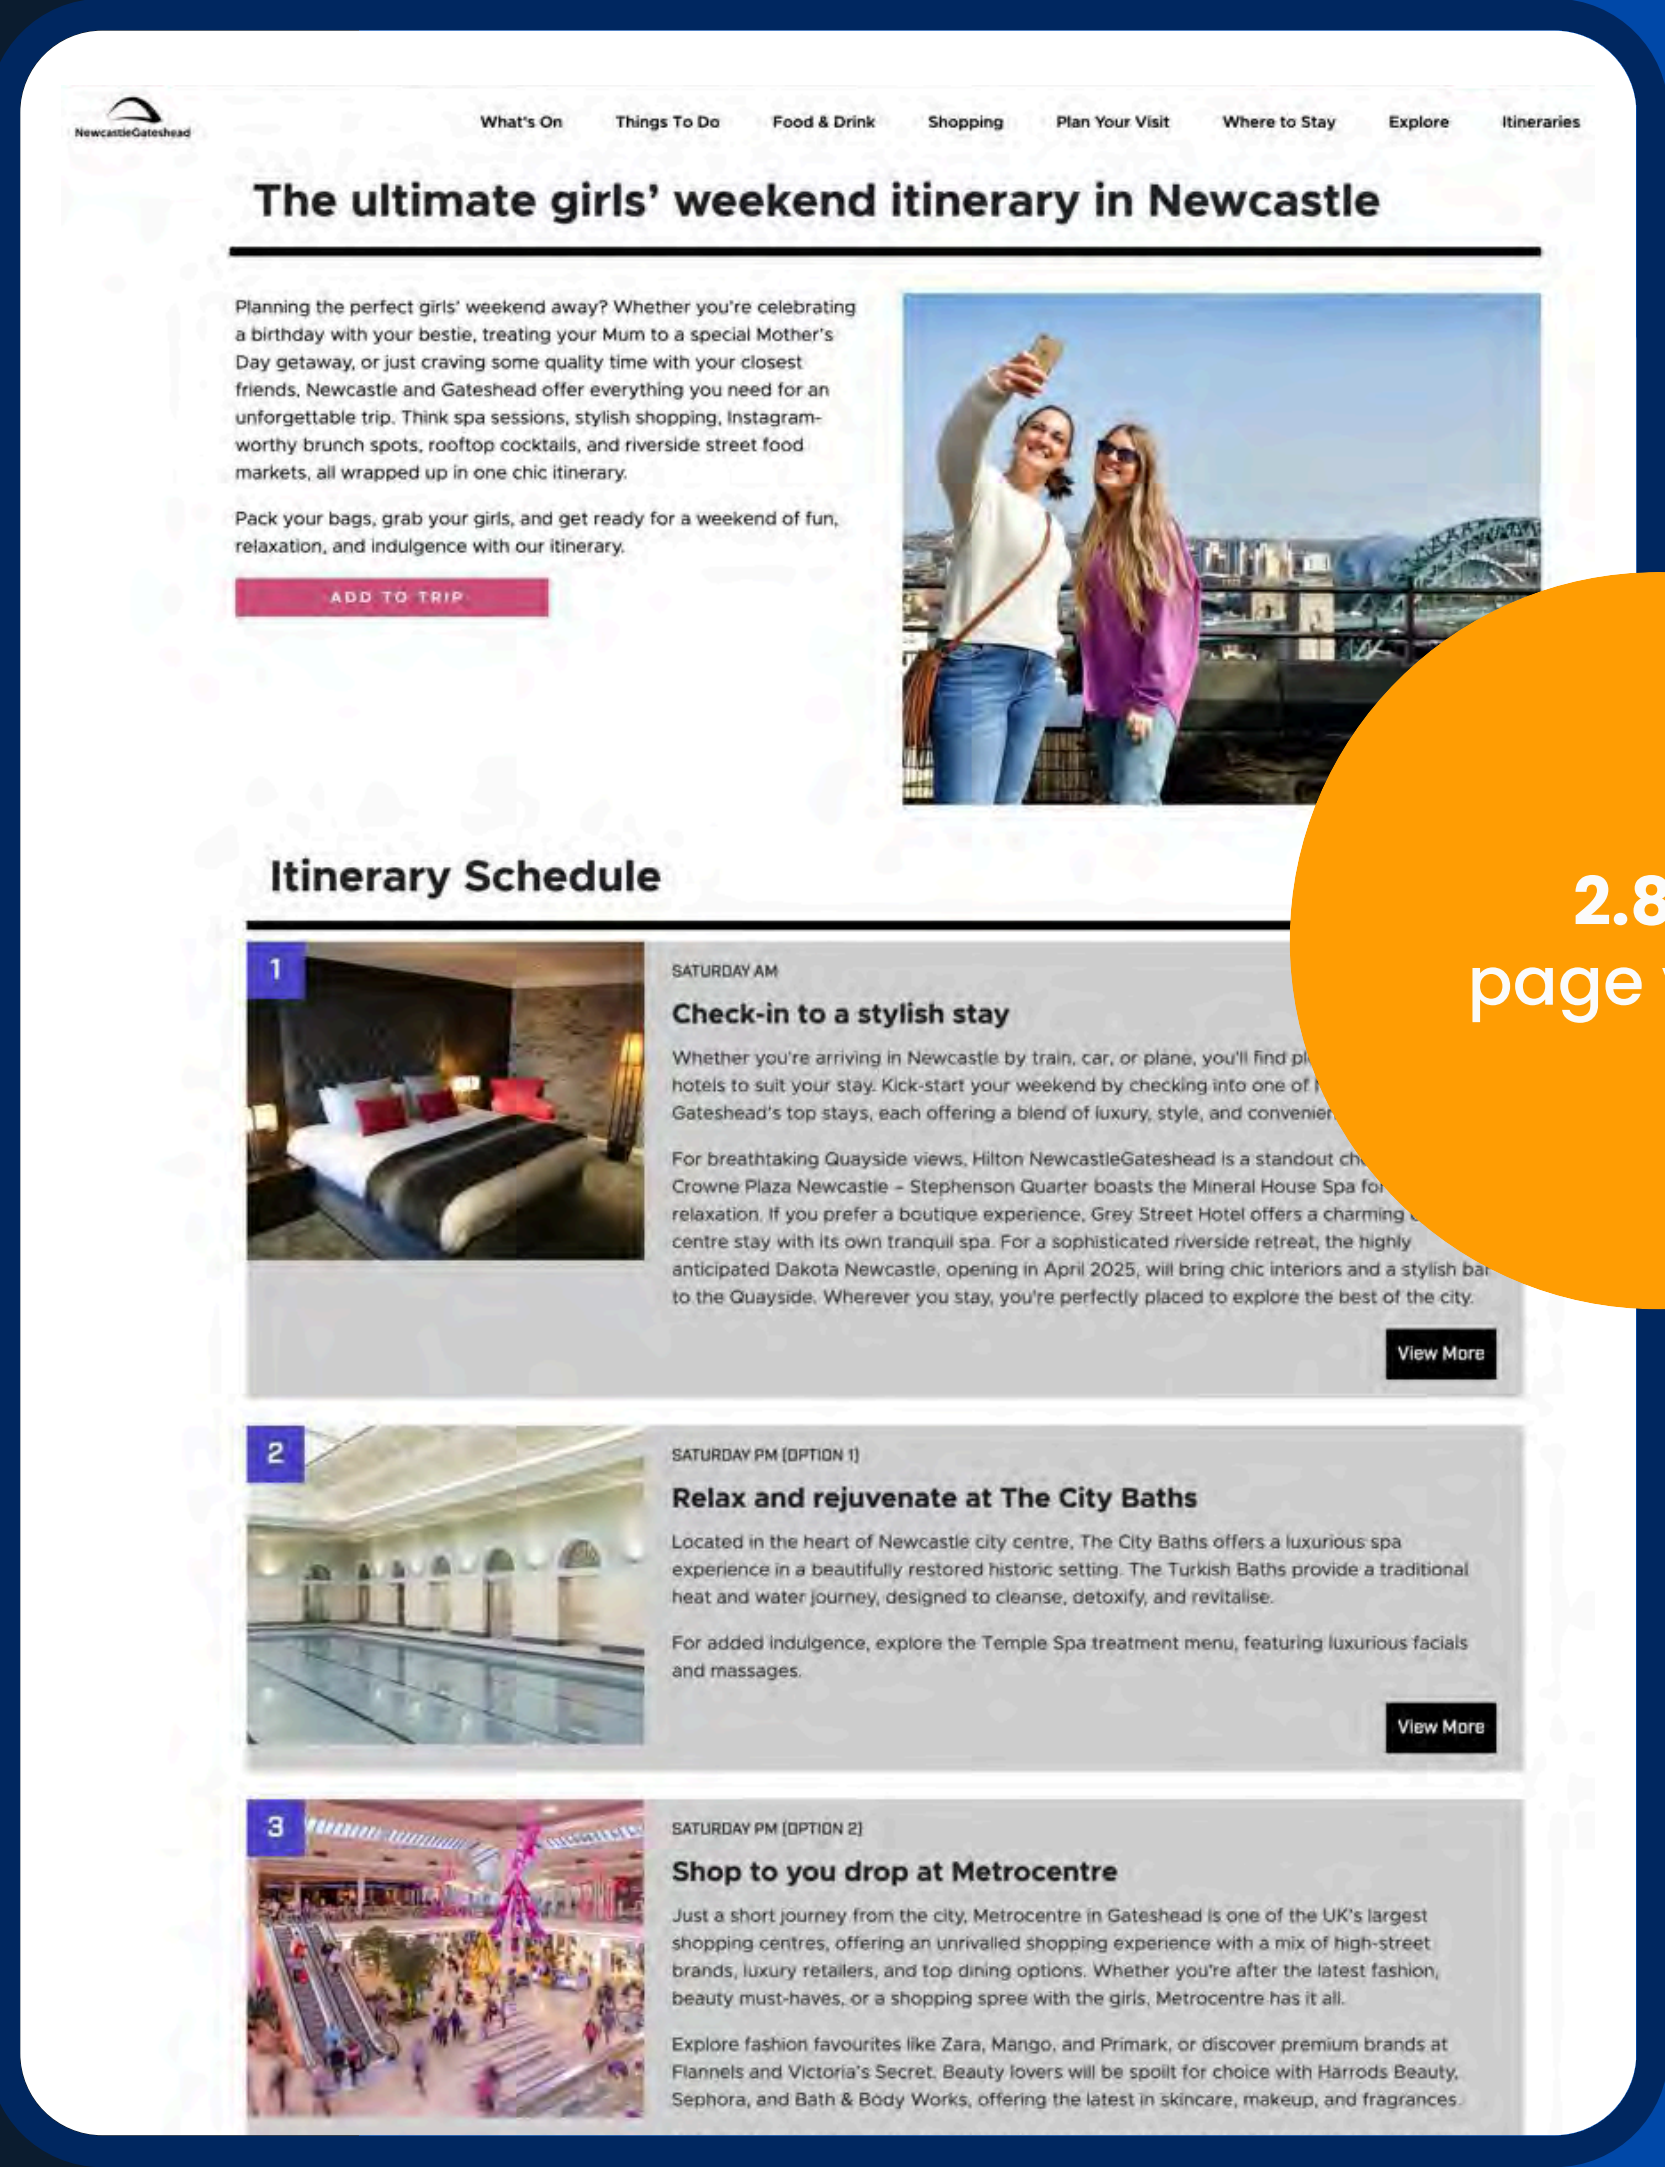 NewcastleGateshead
What's On
Things To Do
Food & Drink
Shopping
Plan Your Visit
Where to Stay
Explore
Itineraries
The ultimate girls' weekend itinerary in Newcastle
Planning the perfect girls' weekend away? Whether you're celebrating
a birthday with your bestie, treating your Mum to a special Mother's
Day getaway, or just craving some quality time with your closest
friends, Newcastle and Gateshead offer everything you need for an
unforgettable trip. Think spa sessions, stylish shopping, Instagram-
worthy brunch spots, rooftop cocktails, and riverside street food
markets, all wrapped up in one chic itinerary.
Pack your bags, grab your girls, and get ready for a weekend of fun,
relaxation, and indulgence with our itinerary.
ADD TO TRIP
2.8
page
Itinerary Schedule
1
SATURDAY AM
Check-in to a stylish stay
Whether you're arriving in Newcastle by train, car, or plane, you'll find
hotels to suit your stay. Kick-start your weekend by checking into one of
Gateshead's top stays, each offering a blend of luxury, style, and
For breathtaking Quayside views, Hilton NewcastleGateshead is a standout
Crowne Plaza Newcastle – Stephenson Quarter boasts the Mineral House Spa for
relaxation. If you prefer a boutique experience, Grey Street Hotel offers a charming
centre stay with its own tranquil spa. For a sophisticated riverside retreat, the highly
anticipated Dakota Newcastle, opening in April 2025, will bring chic interiors and a stylish bar
to the Quayside. Wherever you stay, you're perfectly placed to explore the best of the city.
View More
2
SATURDAY PM (OPTION 1)
Relax and rejuvenate at The City Baths
Located in the heart of Newcastle city centre, The City Baths offers a luxurious spa
experience in a beautifully restored historic setting. The Turkish Baths provide a traditional
heat and water journey, designed to cleanse, detoxify, and revitalise.
For added indulgence, explore the Temple Spa treatment menu, featuring luxurious facials
and massages.
View More
3
SATURDAY PM (OPTION 2)
Shop to you drop at Metrocentre
Just a short journey from the city, Metrocentre in Gateshead is one of the UK's largest
shopping centres, offering an unrivalled shopping experience with a mix of high-street
brands, luxury retailers, and top dining options. Whether you're after the latest fashion,
beauty must-haves, or a shopping spree with the girls, Metrocentre has it all.
Explore fashion favourites like Zara, Mango, and Primark, or discover premium brands at
Flannels and Victoria's Secret. Beauty lovers will be spoilt for choice with Harrods Beauty,
Sephora, and Bath & Body Works, offering the latest in skincare, makeup, and fragrances.